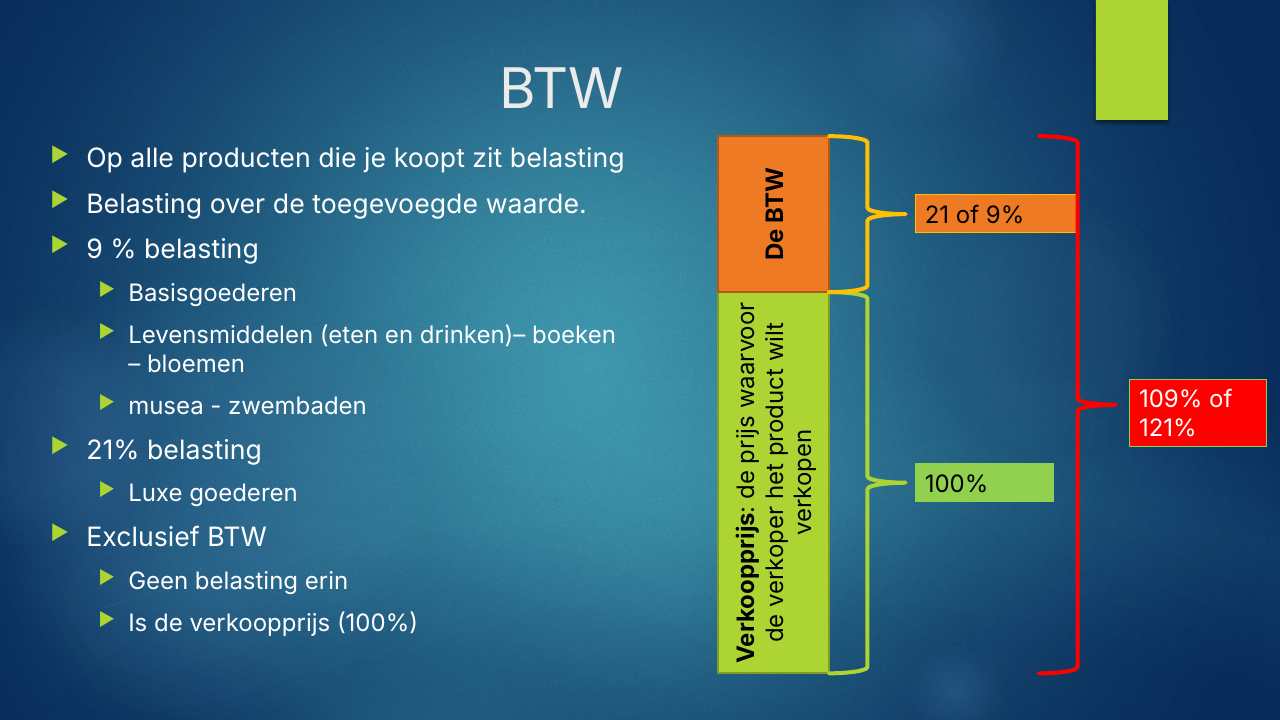 BTW
Op alle producten die je koopt zit belasting
Belasting over de toegevoegde waarde.
9 % belasting
Basisgoederen
Levensmiddelen (eten en drinken)– boeken
– bloemen
musea - zwembaden
21% belasting
Luxe goederen
Exclusief BTW
Geen belasting erin
Is de verkoopprijs (100%)
De BTW
Verkoopprijs: de prijs waarvoor
de verkoper het product wilt
verkopen
21 of 9%
100%
109% of
121%